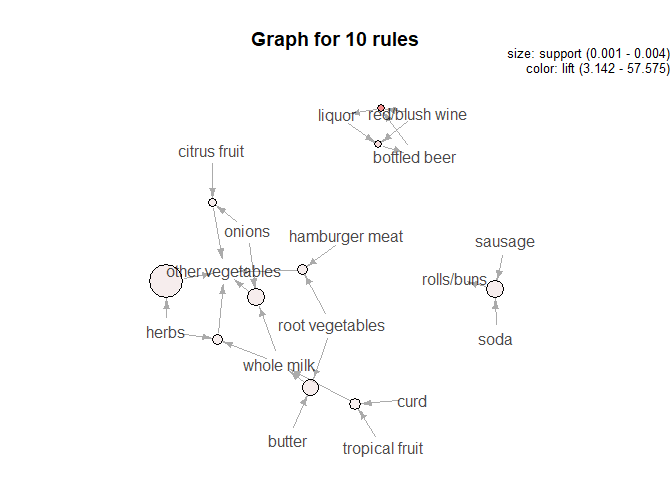 Graph for 10 rules
size: support (0.001 - 0.004)
color: lift (3.142 - 57.575)
liquor
red/blush wine
citrus fruit
bottled beer
onions
hamburger meat
sausage
other vegetables
rolls/buns
herbs
root vegetables
soda
whole milk
curd
butter
tropical fruit